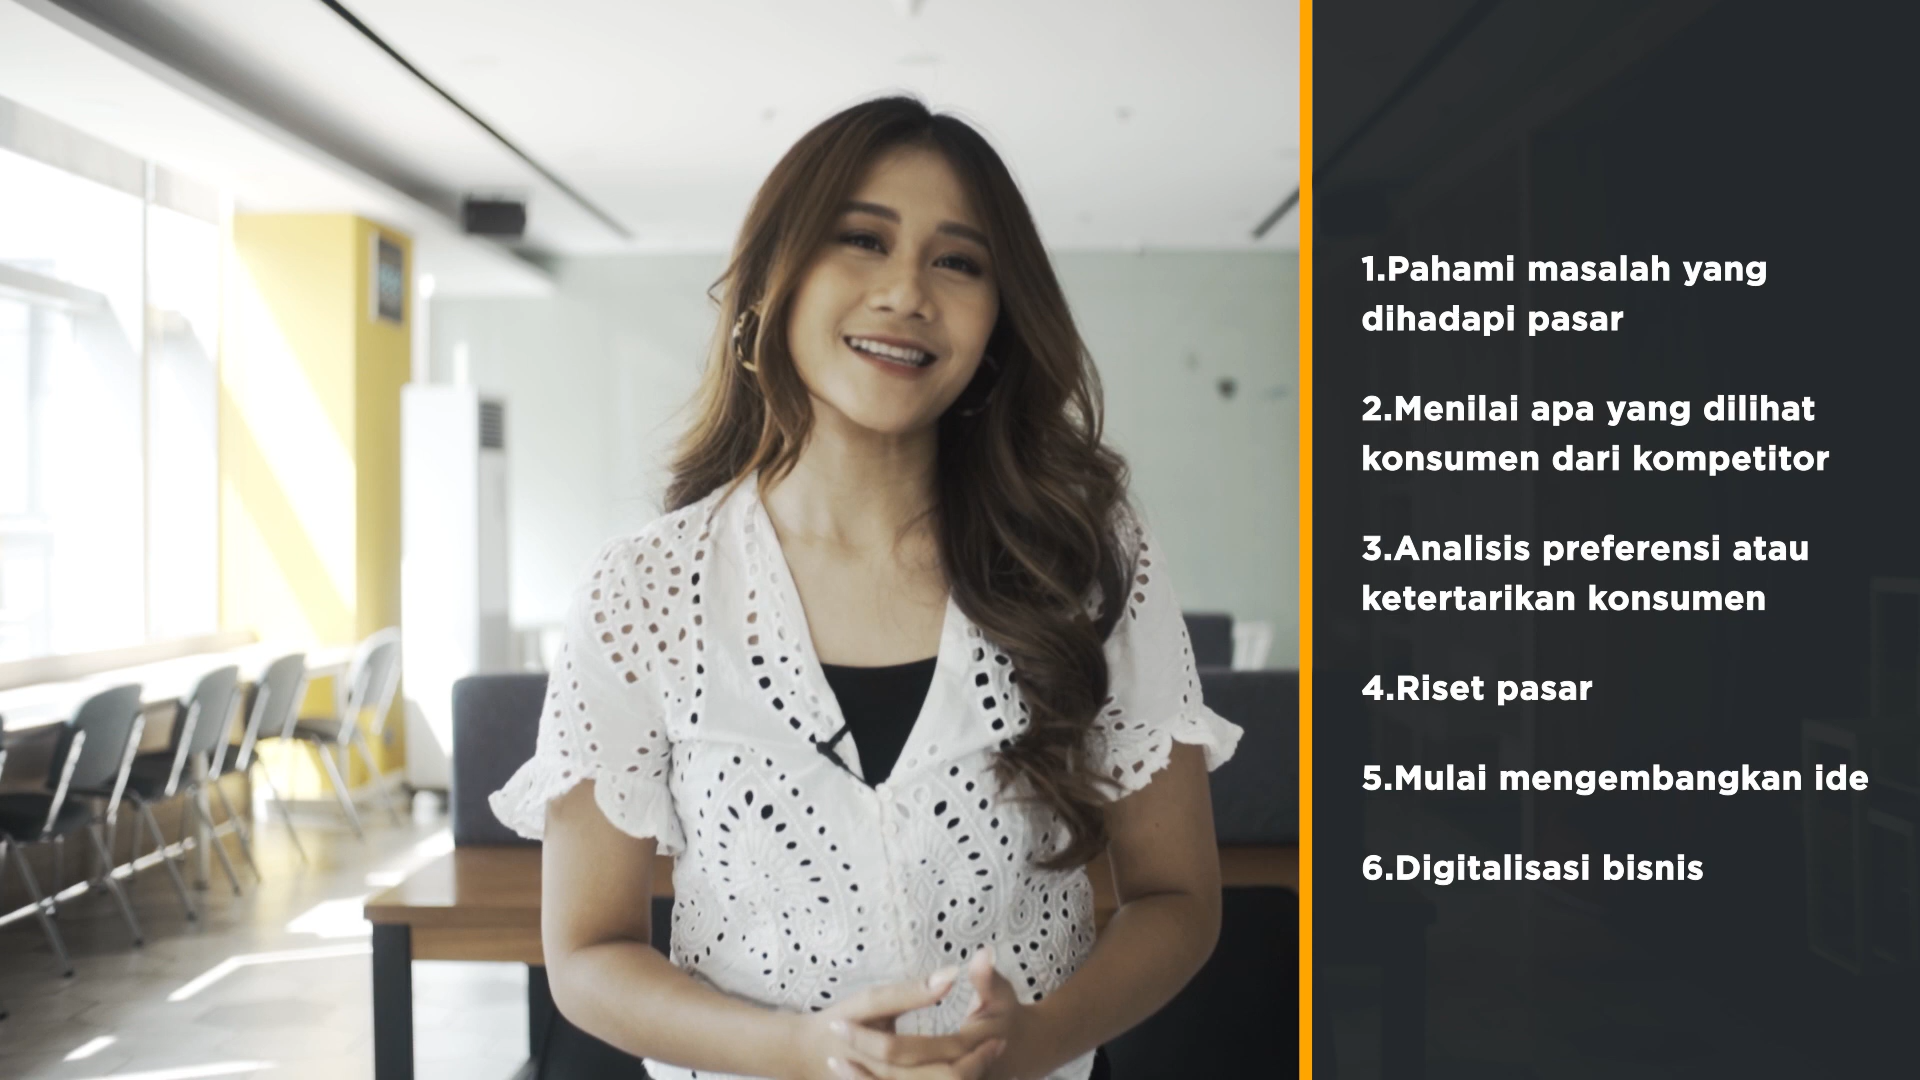 1.Pahami masalah yang
dihadapi pasar
2.Menilai apa yang dilihat
konsumen dari kompetitor
3.Analisis preferensi atau
ketertarikan konsumen
4.Riset pasar
5.Mulai mengembangkan ide
6.Digitalisasi bisnis